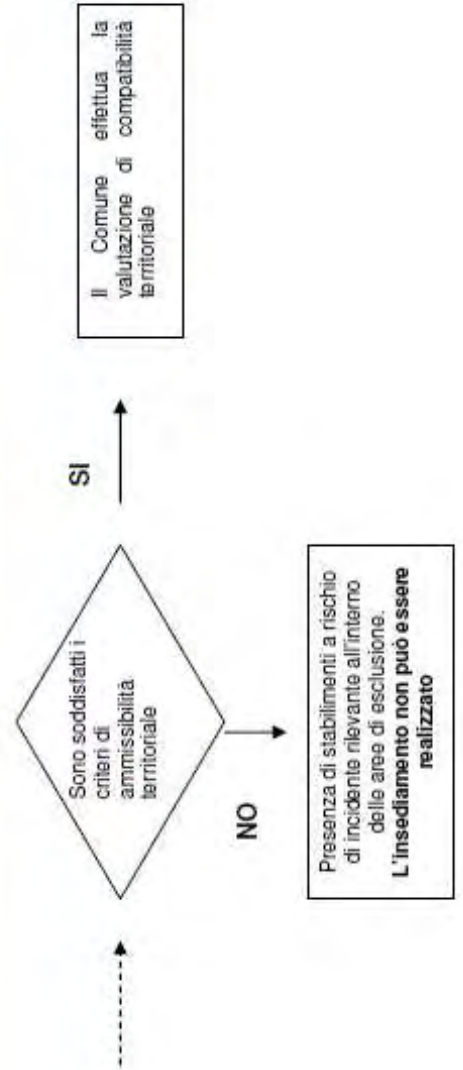 Sono soddisfatti i
criteri di
ammissibilità
territoriale
SI
Il Comune effettua la
valutazione di compatibilità
territoriale
NO
Presenza di stabilimenti a rischio
di incidente rilevante all'interno
delle aree di esclusione.
L'insediamento non può essere
realizzato